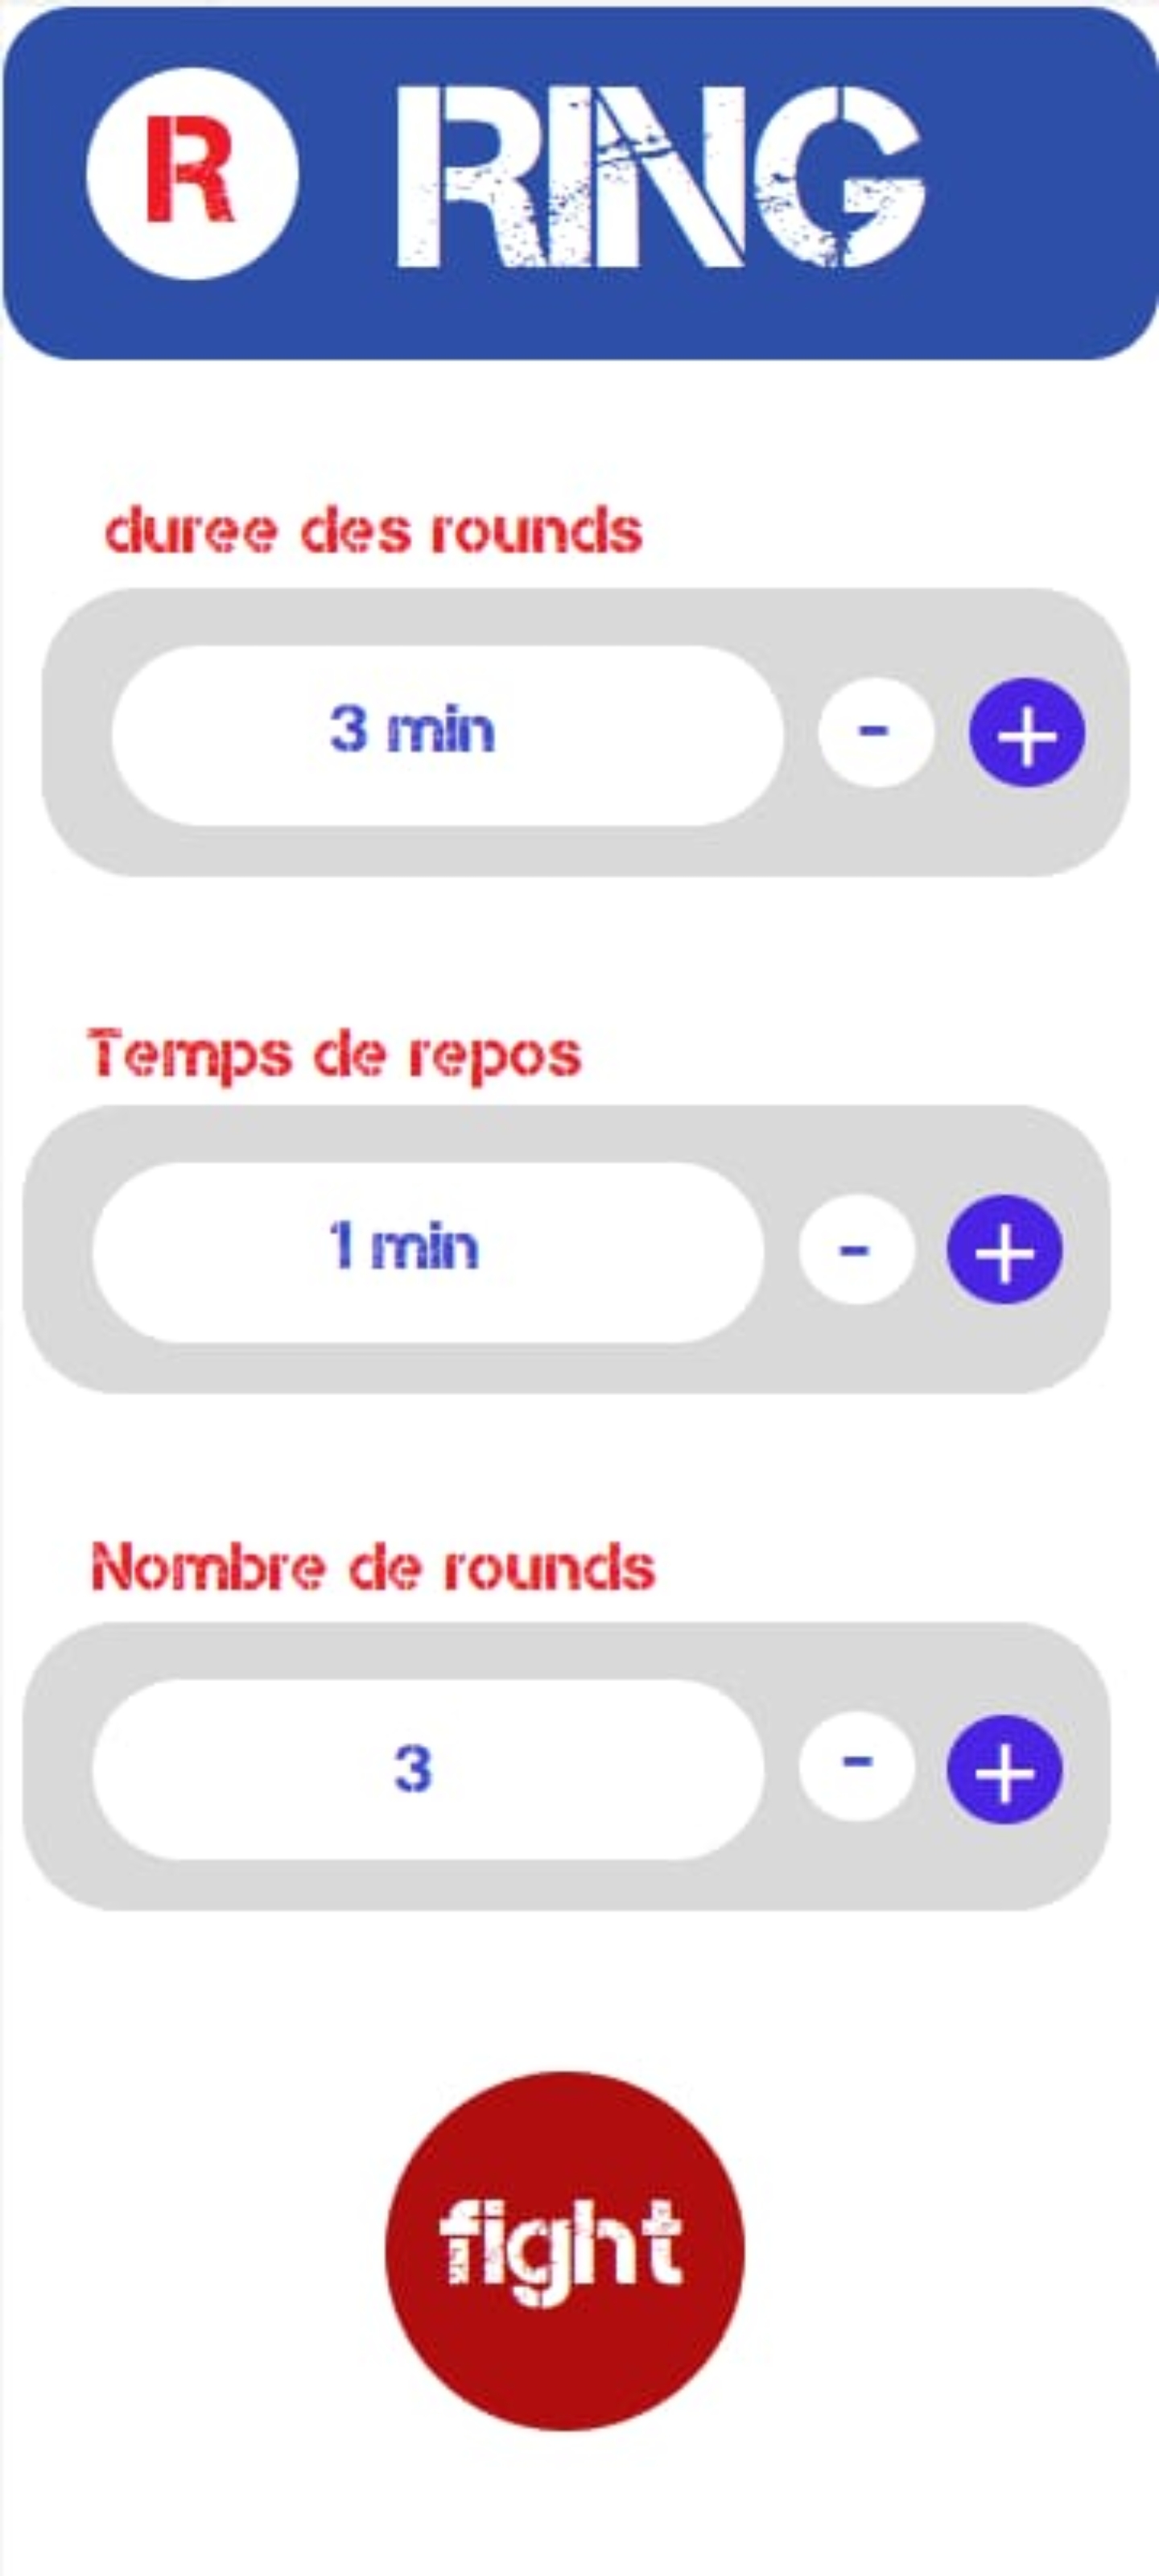 R RING
duree des rounds
3 min - +
Temps de repos
1 min - +
Nombre de rounds
3 - +
fight